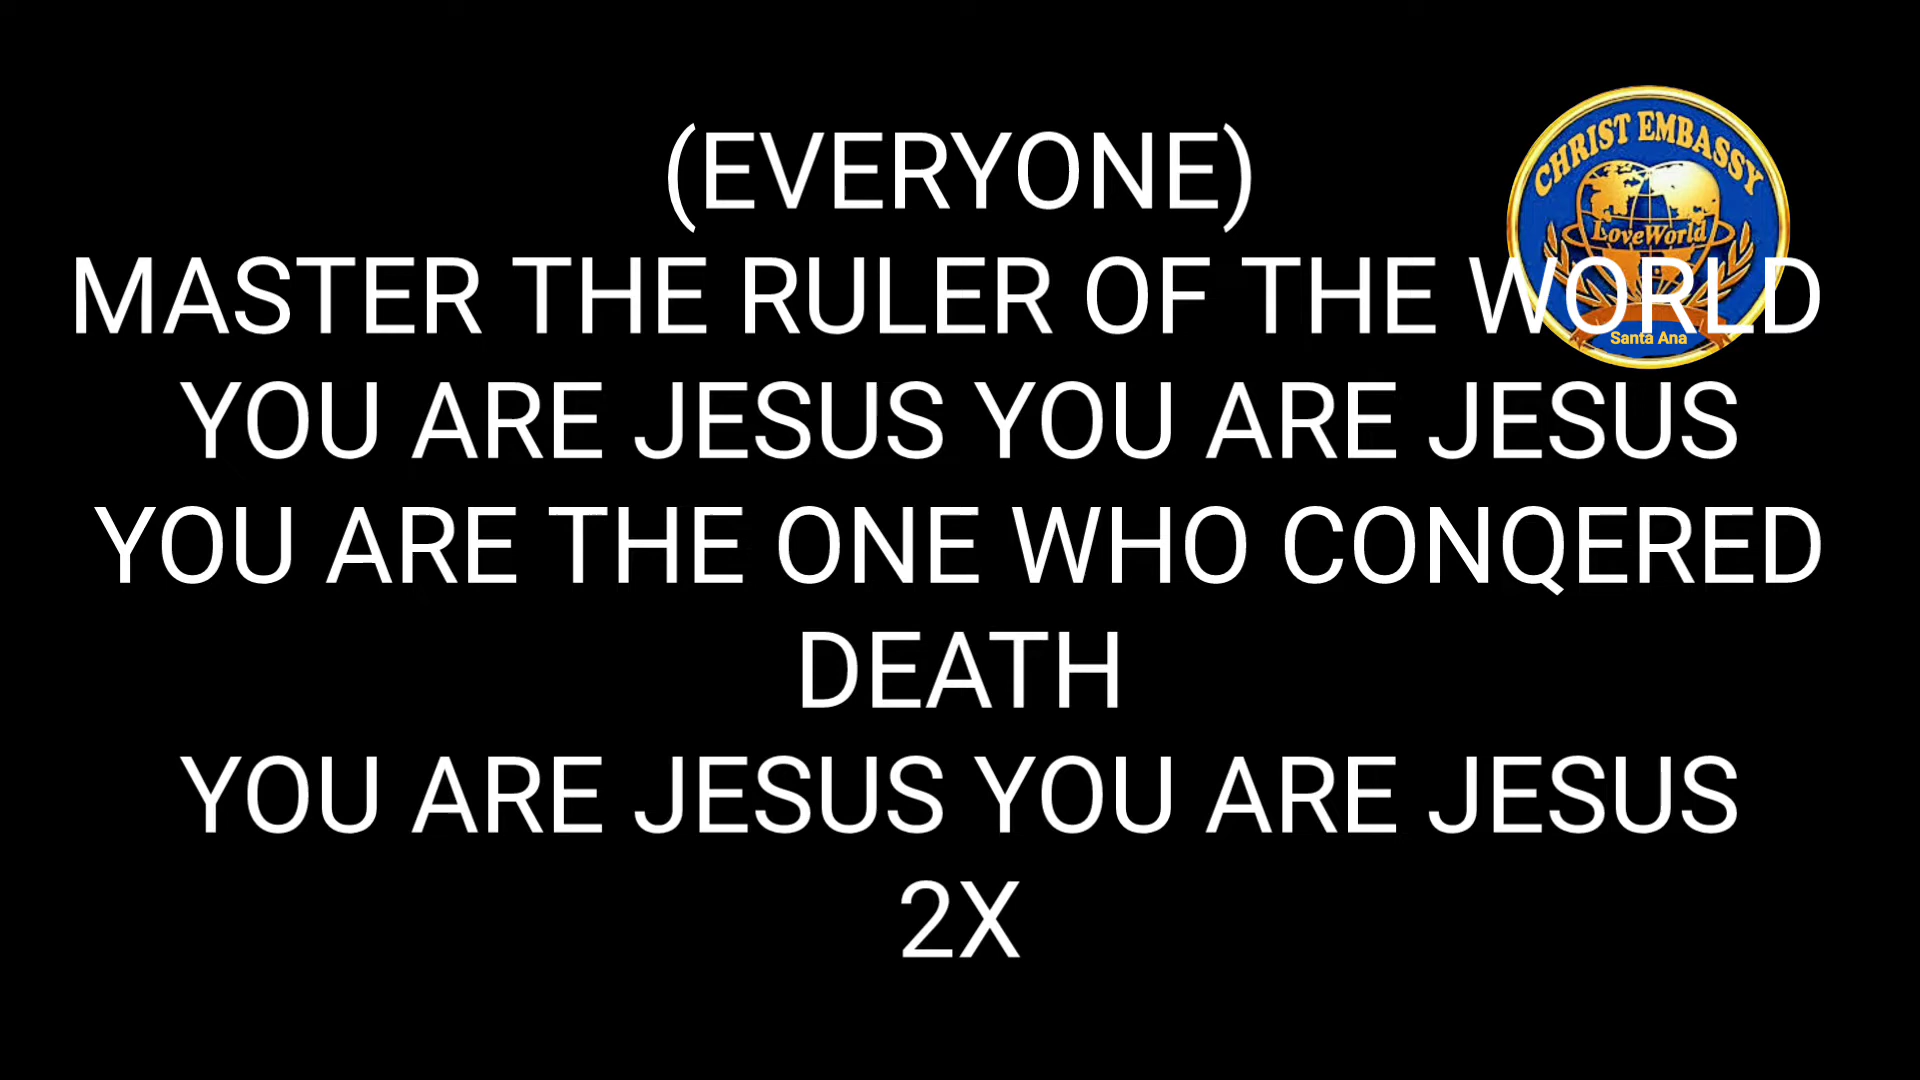 (EVERYONE)
CHRIST EMBASSY
LoveWorld
MASTER THE RULER OF THE WORLD
Santa Ana
YOU ARE JESUS YOU ARE JESUS
YOU ARE THE ONE WHO CONQERED
DEATH
YOU ARE JESUS YOU ARE JESUS
2X